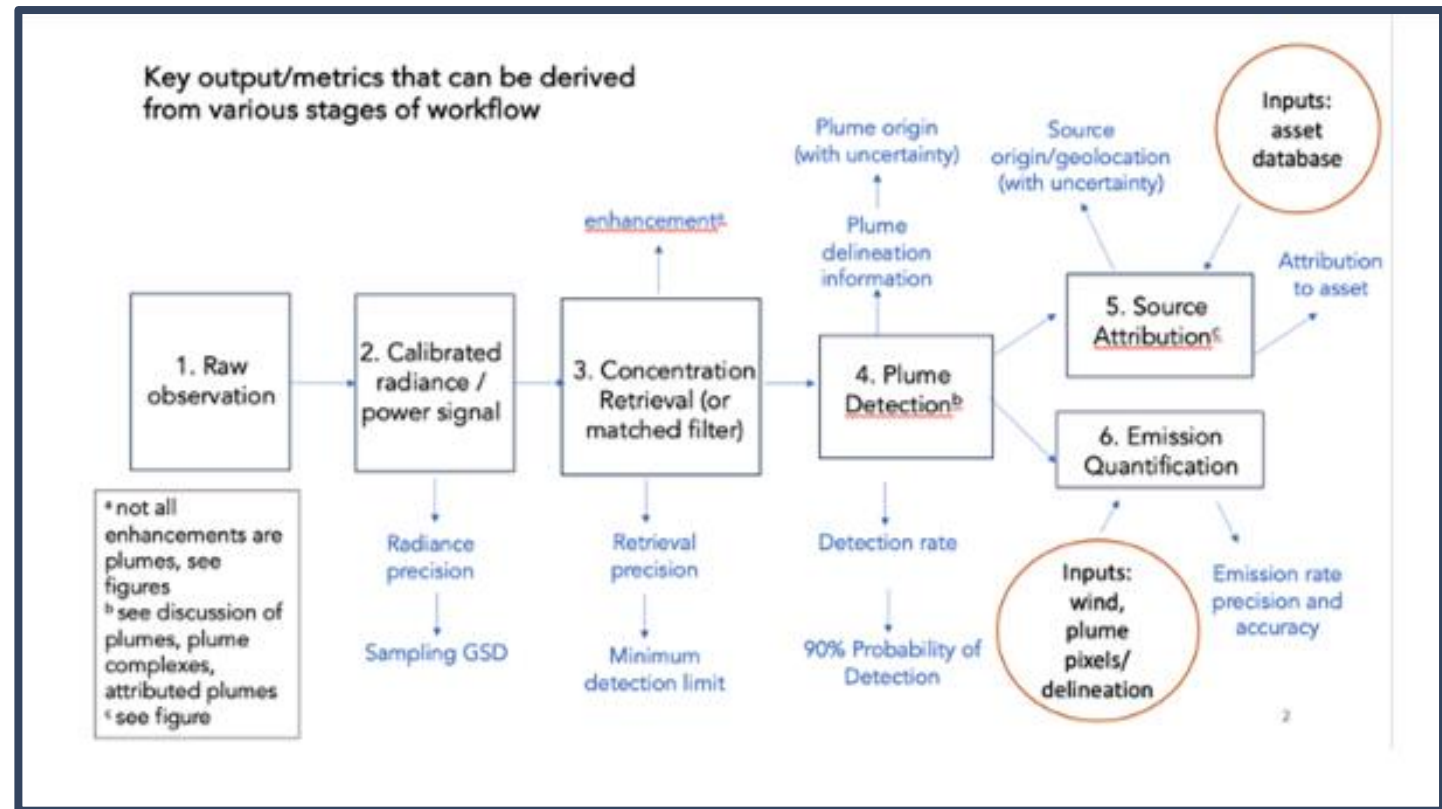 Key output/metrics that can be derived
from various stages of workflow
Inputs:
asset
database
Plume origin
(with uncertainty)
Source
origin/geolocation
(with uncertainty)
enhancementᵃ
Plume
delineation
information
Attribution
to asset
1. Raw
observation
2. Calibrated
radiance /
power signal
3. Concentration
Retrieval (or
matched filter)
4. Plume
Detectionᵇ
5. Source
Attributionᶜ
6. Emission
Quantification
ᵃ not all
enhancements are
plumes, see
figures
ᵇ see discussion of
plumes, plume
complexes,
attributed plumes
ᶜ see figure
Radiance
precision
Sampling GSD
Retrieval
precision
Minimum
detection limit
Detection rate
90% Probability of
Detection
Inputs:
wind,
plume
pixels/
delineation
Emission rate
precision and
accuracy
2